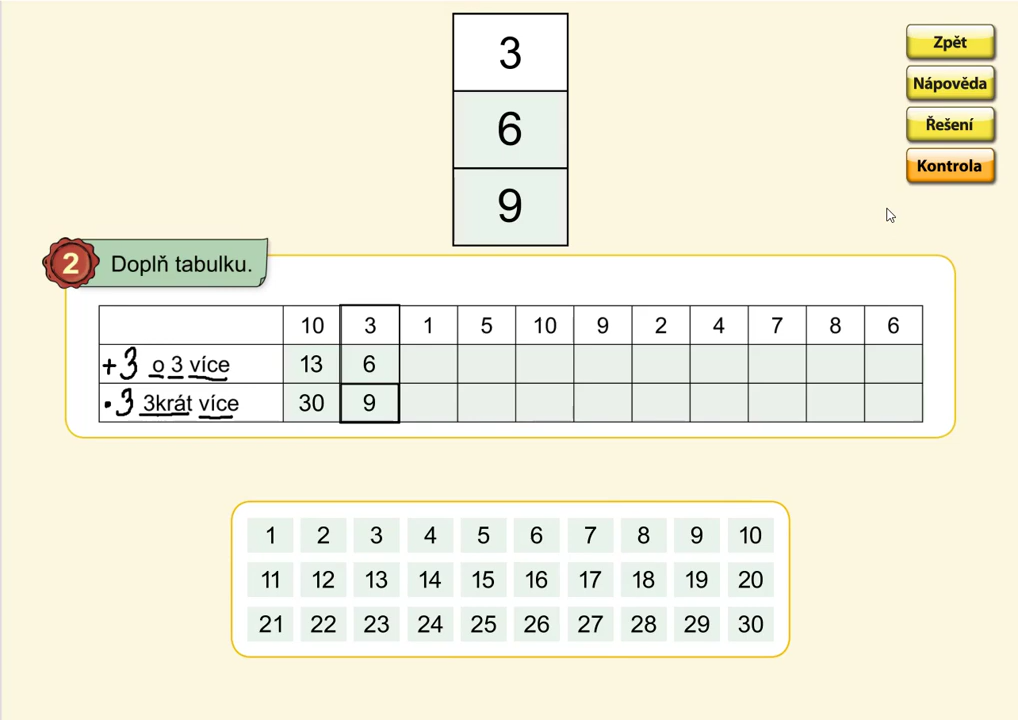 3
6
9
Zpět
Nápověda
Řešení
Kontrola
2 Doplň tabulku.
10 3 1 5 10 9 2 4 7 8 6
+3 o 3 více 13 6
·3 3krát více 30 9
1 2 3 4 5 6 7 8 9 10
11 12 13 14 15 16 17 18 19 20
21 22 23 24 25 26 27 28 29 30